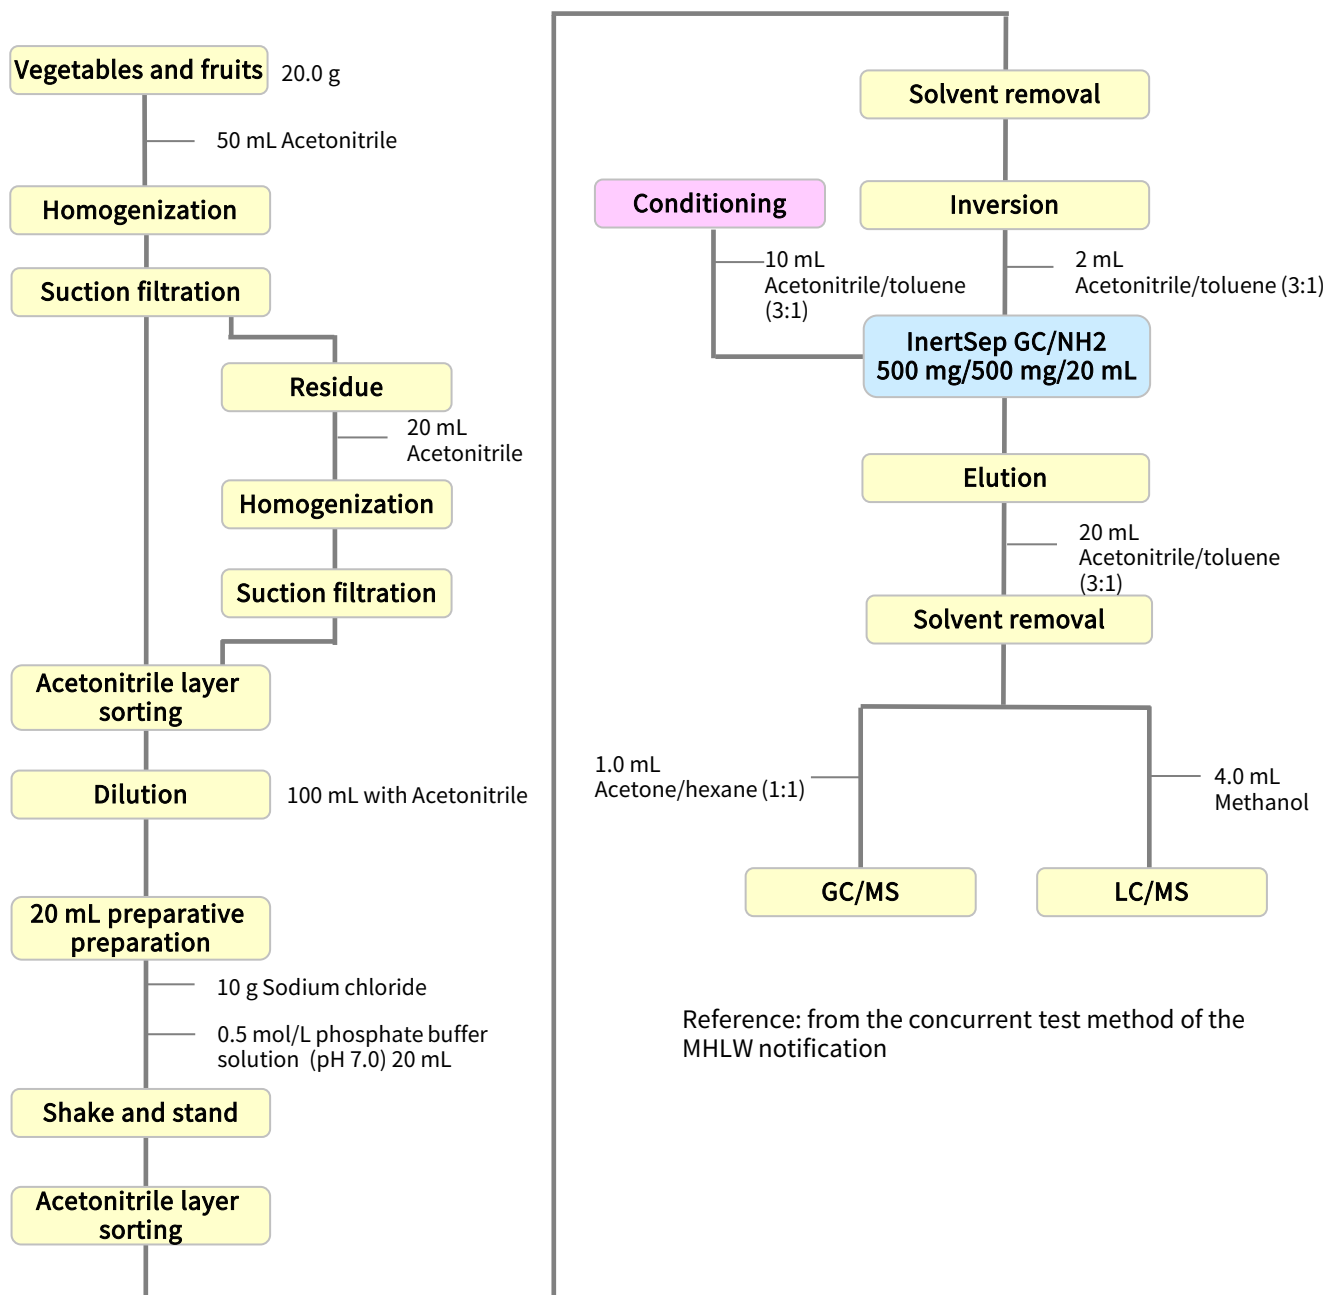 Vegetables and fruits
20.0 g
50 mL Acetonitrile
Homogenization
Suction filtration
Residue
20 mL
Acetonitrile
Homogenization
Suction filtration
Acetonitrile layer
sorting
Dilution
100 mL with Acetonitrile
20 mL preparative
preparation
10 g Sodium chloride
0.5 mol/L phosphate buffer
solution (pH 7.0) 20 mL
Shake and stand
Acetonitrile layer
sorting
Solvent removal
Conditioning
Inversion
10 mL
Acetonitrile/toluene
(3:1)
2 mL
Acetonitrile/toluene (3:1)
InertSep GC/NH2
500 mg/500 mg/20 mL
Elution
20 mL
Acetonitrile/toluene
(3:1)
Solvent removal
1.0 mL
Acetone/hexane (1:1)
4.0 mL
Methanol
GC/MS
LC/MS
Reference: from the concurrent test method of the
MHLW notification